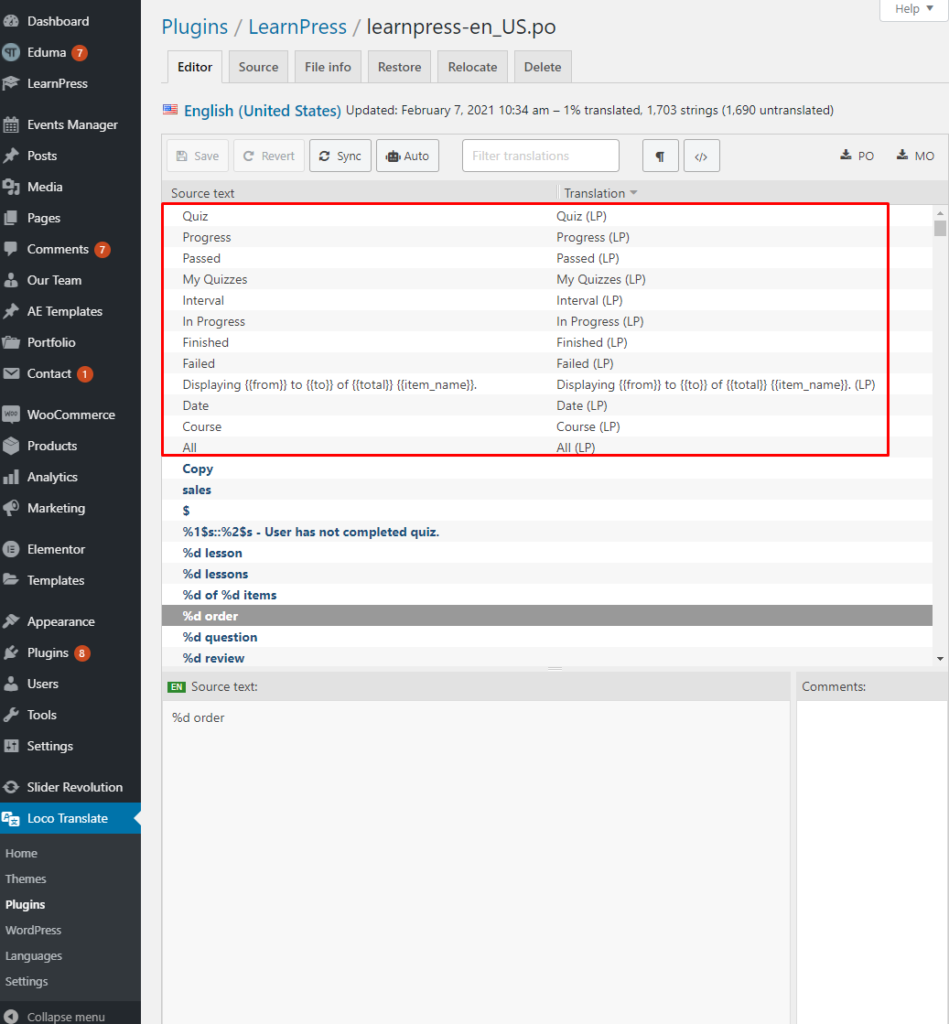 Dashboard
Eduma 7
LearnPress
Events Manager
Posts
Media
Pages
Comments 7
Our Team
AE Templates
Portfolio
Contact 1
WooCommerce
Products
Analytics
Marketing
Elementor
Templates
Appearance
Plugins 8
Users
Tools
Settings
Slider Revolution
Loco Translate
Home
Themes
Plugins
WordPress
Languages
Settings
Collapse menu
Help
Plugins / LearnPress / learnpress-en_US.po
Editor Source File info Restore Relocate Delete
English (United States) Updated: February 7, 2021 10:34 am – 1% translated, 1,703 strings (1,690 untranslated)
Save Revert Sync Auto Filter translations ¶ </> PO MO
Source text Translation
Quiz Quiz (LP)
Progress Progress (LP)
Passed Passed (LP)
My Quizzes My Quizzes (LP)
Interval Interval (LP)
In Progress In Progress (LP)
Finished Finished (LP)
Failed Failed (LP)
Displaying {{from}} to {{to}} of {{total}} {{item_name}}. Displaying {{from}} to {{to}} of {{total}} {{item_name}}. (LP)
Date Date (LP)
Course Course (LP)
All All (LP)
Copy
sales
$
%1$s::%2$s - User has not completed quiz.
%d lesson
%d lessons
%d of %d items
%d order
%d question
%d review
EN Source text: Comments:
%d order